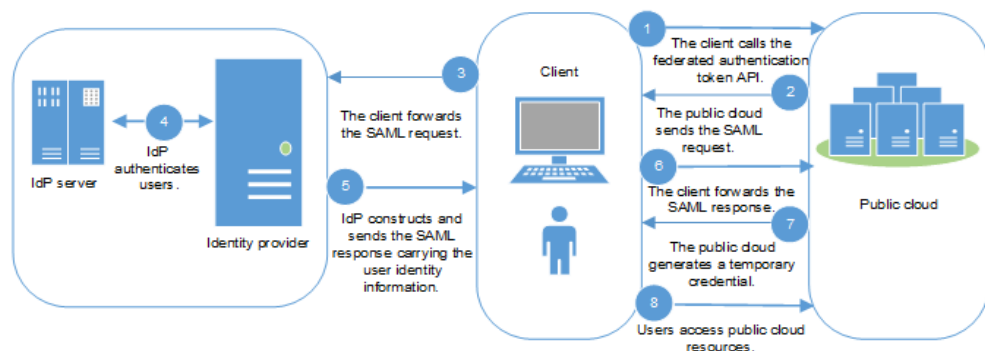 1
The client calls the
federated authentication
token API.
2
The public cloud
sends the SAML
request.
3
The client forwards
the SAML request.
Client
4
IdP
authenticates
users.
IdP server
Identity provider
5
IdP constructs and
sends the SAML
response carrying the
user identity
information.
6
The client forwards the
SAML response.
7
The public cloud
generates a temporary
credential.
8
Users access public cloud
resources.
Public cloud